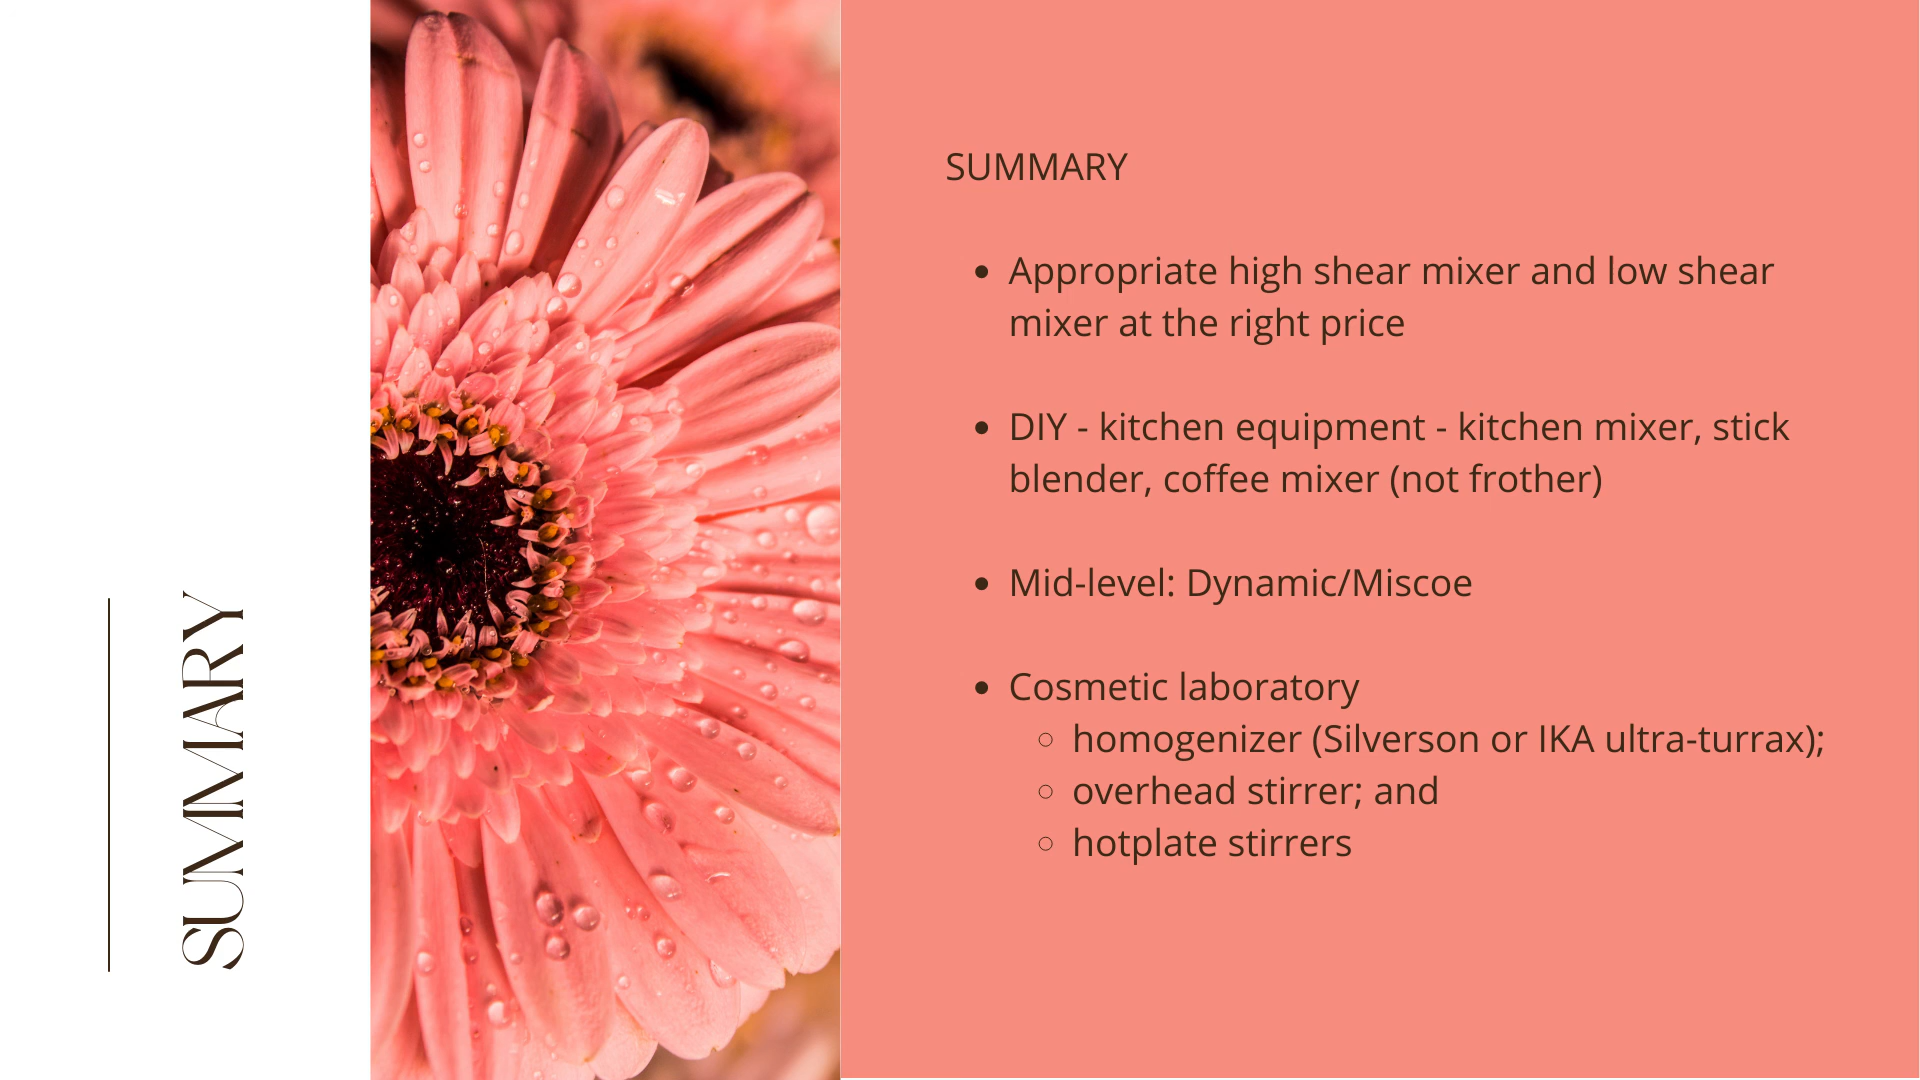 SUMMARY
SUMMARY
Appropriate high shear mixer and low shear
mixer at the right price
DIY - kitchen equipment - kitchen mixer, stick
blender, coffee mixer (not frother)
Mid-level: Dynamic/Miscoe
Cosmetic laboratory
homogenizer (Silverson or IKA ultra-turrax);
overhead stirrer; and
hotplate stirrers